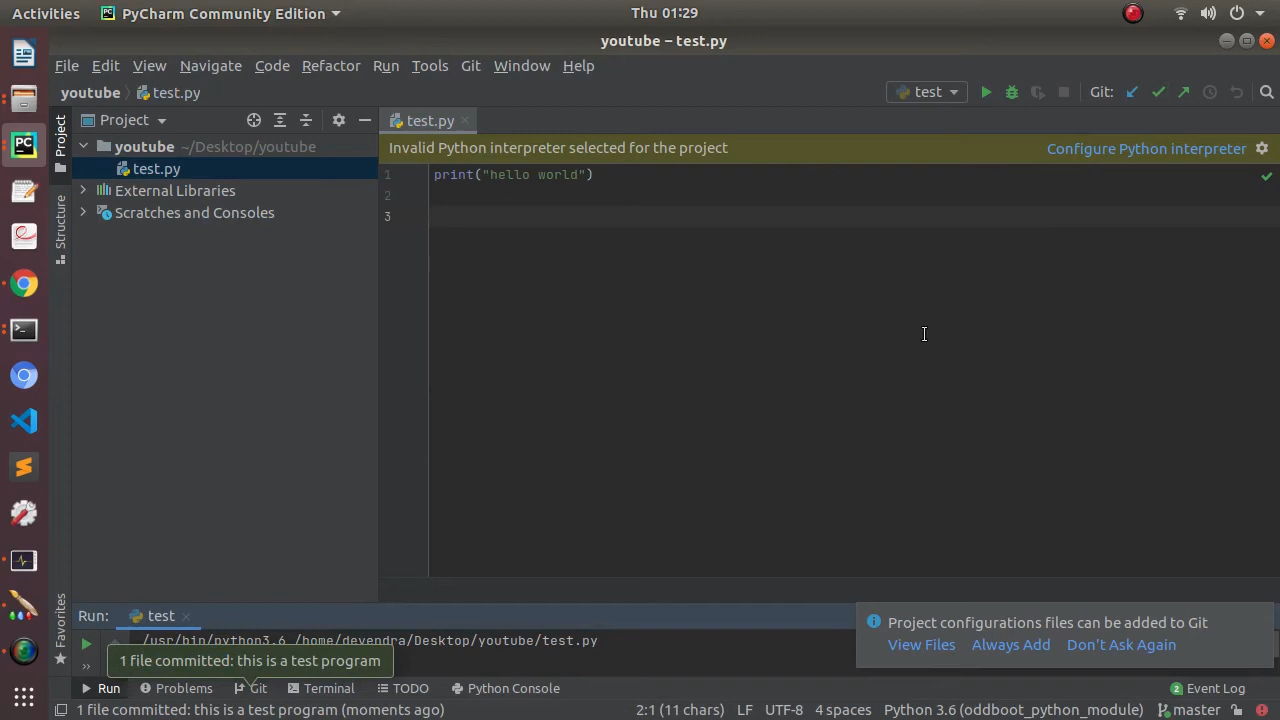 Activities PyCharm Community Edition Thu 01:29
youtube – test.py
File Edit View Navigate Code Refactor Run Tools Git Window Help
youtube test.py test Git:
Project Project test.py
youtube ~/Desktop/youtube Invalid Python interpreter selected for the project Configure Python interpreter
test.py 1 print("hello world")
External Libraries 2
Scratches and Consoles 3
Structure
Favorites
Run: test
/usr/bin/python3.6 /home/devendra/Desktop/youtube/test.py
Project configurations files can be added to Git
View Files Always Add Don't Ask Again
1 file committed: this is a test program
Run Problems Git Terminal TODO Python Console 2 Event Log
1 file committed: this is a test program (moments ago) 2:1 (11 chars) LF UTF-8 4 spaces Python 3.6 (oddboot_python_module) master